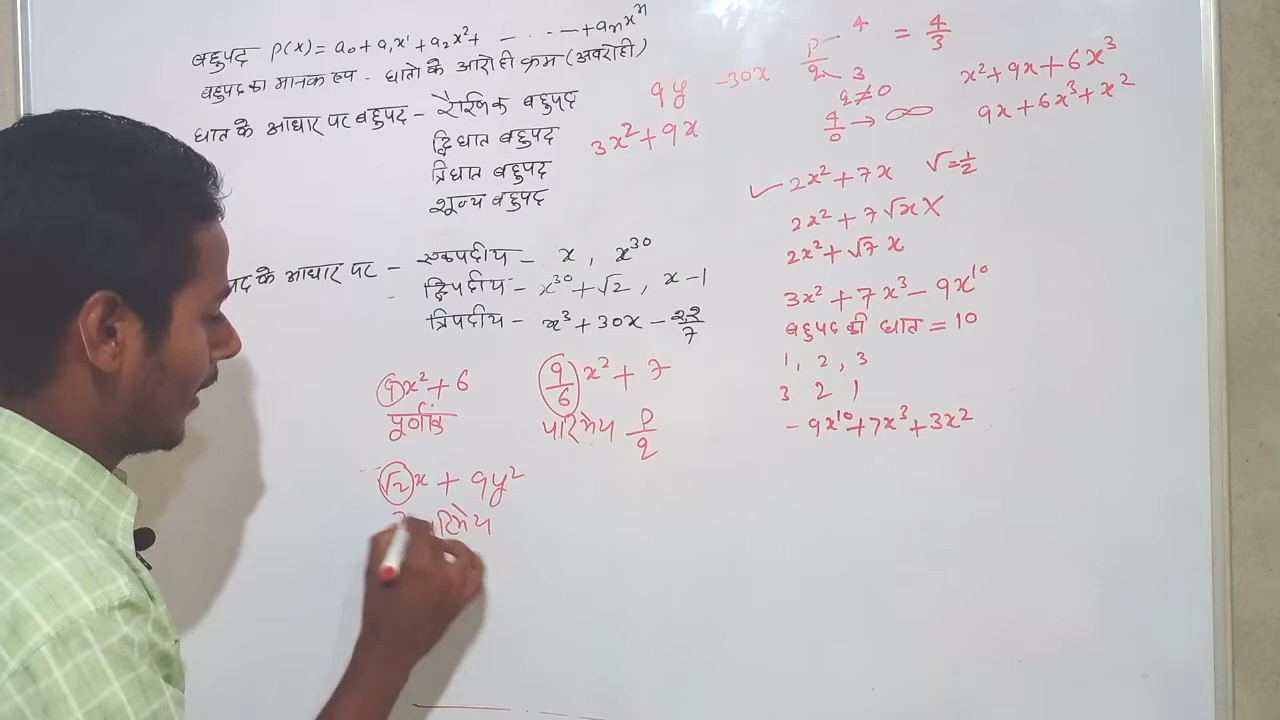 बहुपद P(x) = a₀ + a₁x¹ + a₂x² + - - - - + aₙxⁿ
बहुपद का मानक रूप - घातो के आरोही क्रम (अवरोही)
घात के आधार पर बहुपद - रैखिक बहुपद
द्विघात बहुपद
त्रिघात बहुपद
शून्य बहुपद
9y -30x
3x² + 9x
P/q 4 3 = 4/3
q ≠ 0
4/0 → ∞
x² + 9x + 6x³
9x + 6x³ + x²
पद के आधार पर - एकपदीय - x , x³⁰
द्विपदीय - x³⁰ + √2 , x - 1
त्रिपदीय - x³ + 30x - 22/7
✓ 2x² + 7x √ = 1/2
2x² + 7√x X
2x² + √7 x
3x² + 7x³ - 9x¹⁰
बहुपद की घात = 10
1, 2, 3
3 2 1
- 9x¹⁰ + 7x³ + 3x²
9x² + 6
पूर्णांक
9/6 x² + 7
परिमेय P/q
√2x + 9y²